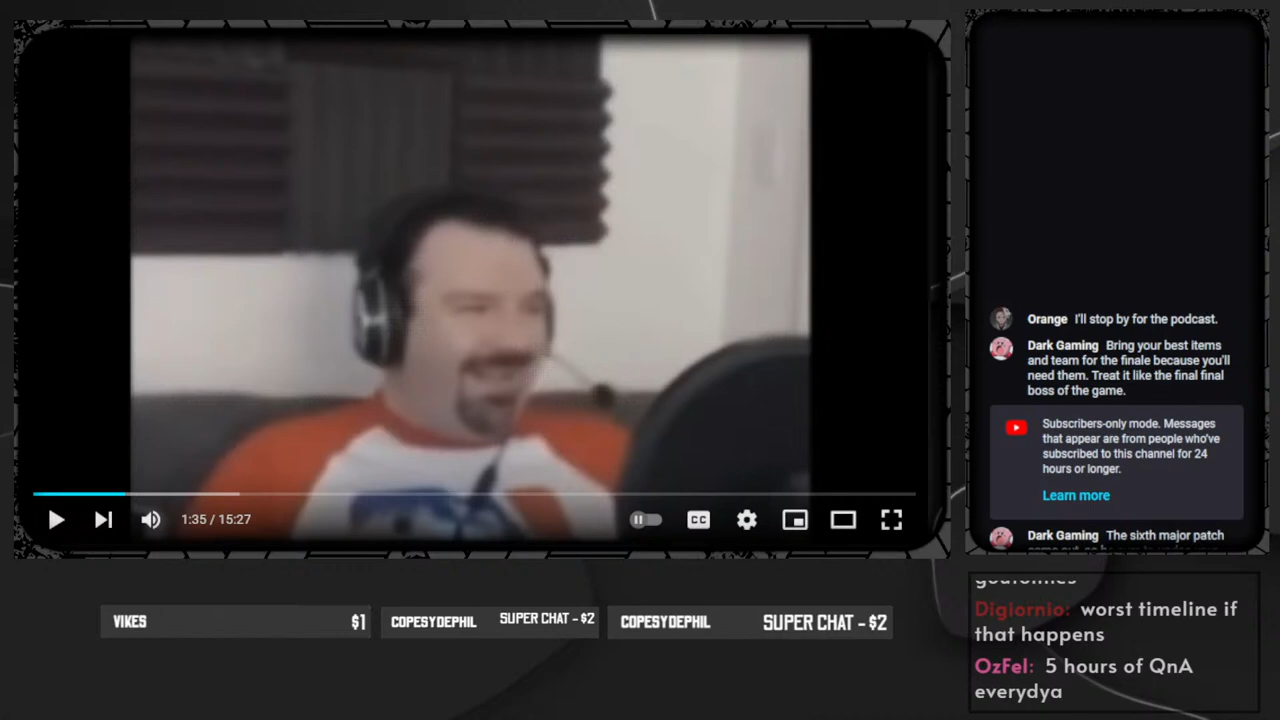 1:35 / 15:27
CC
VIKES $1
COPESYDEPHIL SUPER CHAT - $2
COPESYDEPHIL SUPER CHAT - $2
Orange I'll stop by for the podcast.
Dark Gaming Bring your best items
and team for the finale because you'll
need them. Treat it like the final final
boss of the game.
Subscribers-only mode. Messages
that appear are from people who've
subscribed to this channel for 24
hours or longer.
Learn more
Dark Gaming The sixth major patch
Digiornio: worst timeline if
that happens
OzFel: 5 hours of QnA
everydya